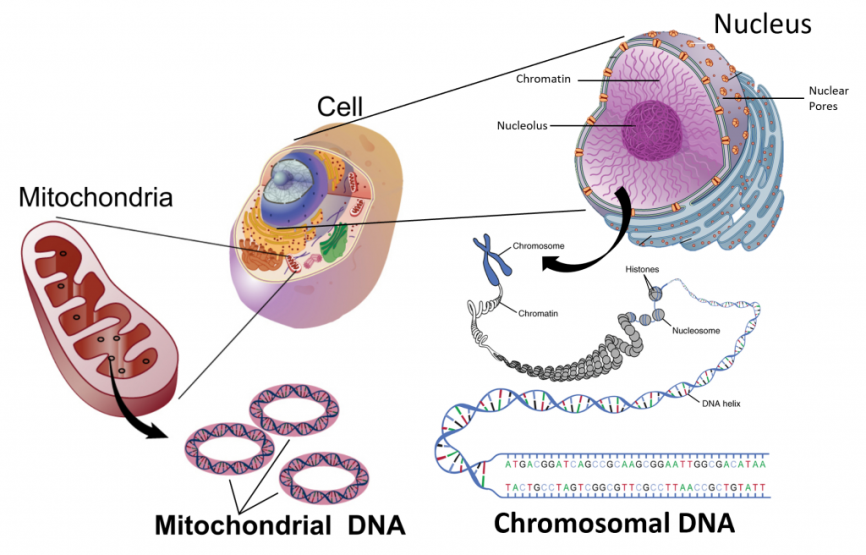 Nucleus
Chromatin
Nuclear
Pores
Nucleolus
Cell
Mitochondria
Chromosome
Histones
Chromatin
Nucleosome
DNA helix
ATGACGGATCAGCCGCAAGCGGAATTGGCGACATAA
TACTGCCTAGTCGGCGTTCGCCTTAACCGCTGTATT
Mitochondrial DNA
Chromosomal DNA